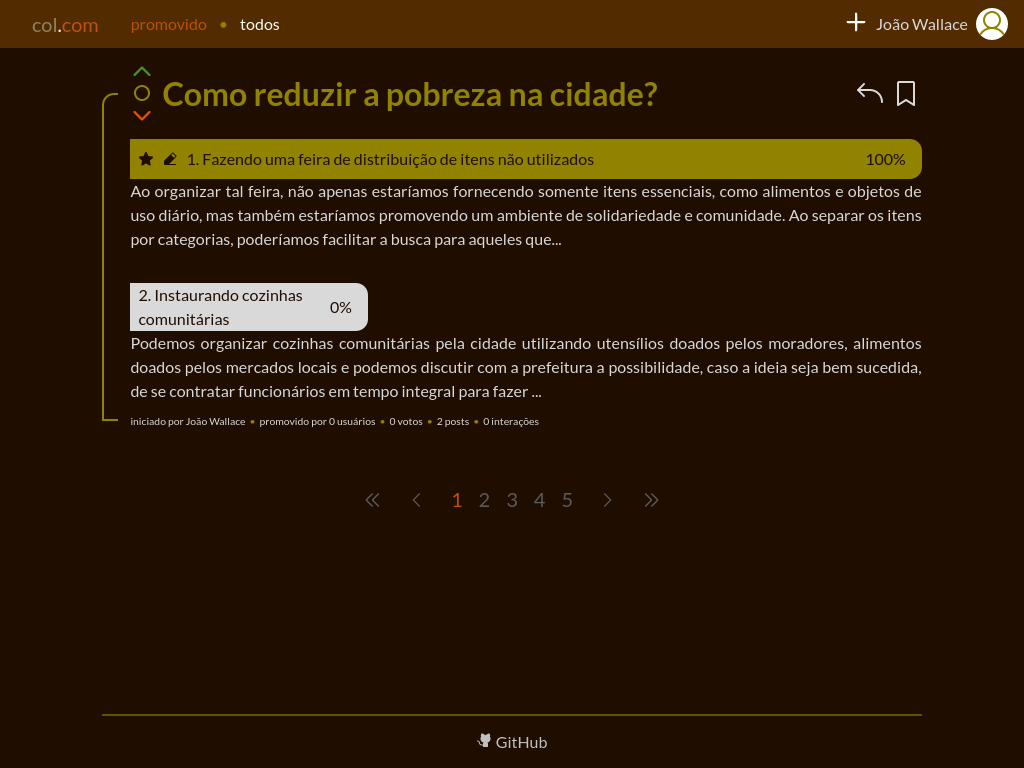 col.com promovido • todos João Wallace
Como reduzir a pobreza na cidade?
1. Fazendo uma feira de distribuição de itens não utilizados 100%
Ao organizar tal feira, não apenas estaríamos fornecendo somente itens essenciais, como alimentos e objetos de
uso diário, mas também estaríamos promovendo um ambiente de solidariedade e comunidade. Ao separar os itens
por categorias, poderíamos facilitar a busca para aqueles que...
2. Instaurando cozinhas
comunitárias
0%
Podemos organizar cozinhas comunitárias pela cidade utilizando utensílios doados pelos moradores, alimentos
doados pelos mercados locais e podemos discutir com a prefeitura a possibilidade, caso a ideia seja bem sucedida,
de se contratar funcionários em tempo integral para fazer ...
iniciado por João Wallace • promovido por 0 usuários • 0 votos • 2 posts • 0 interações
1 2 3 4 5
GitHub